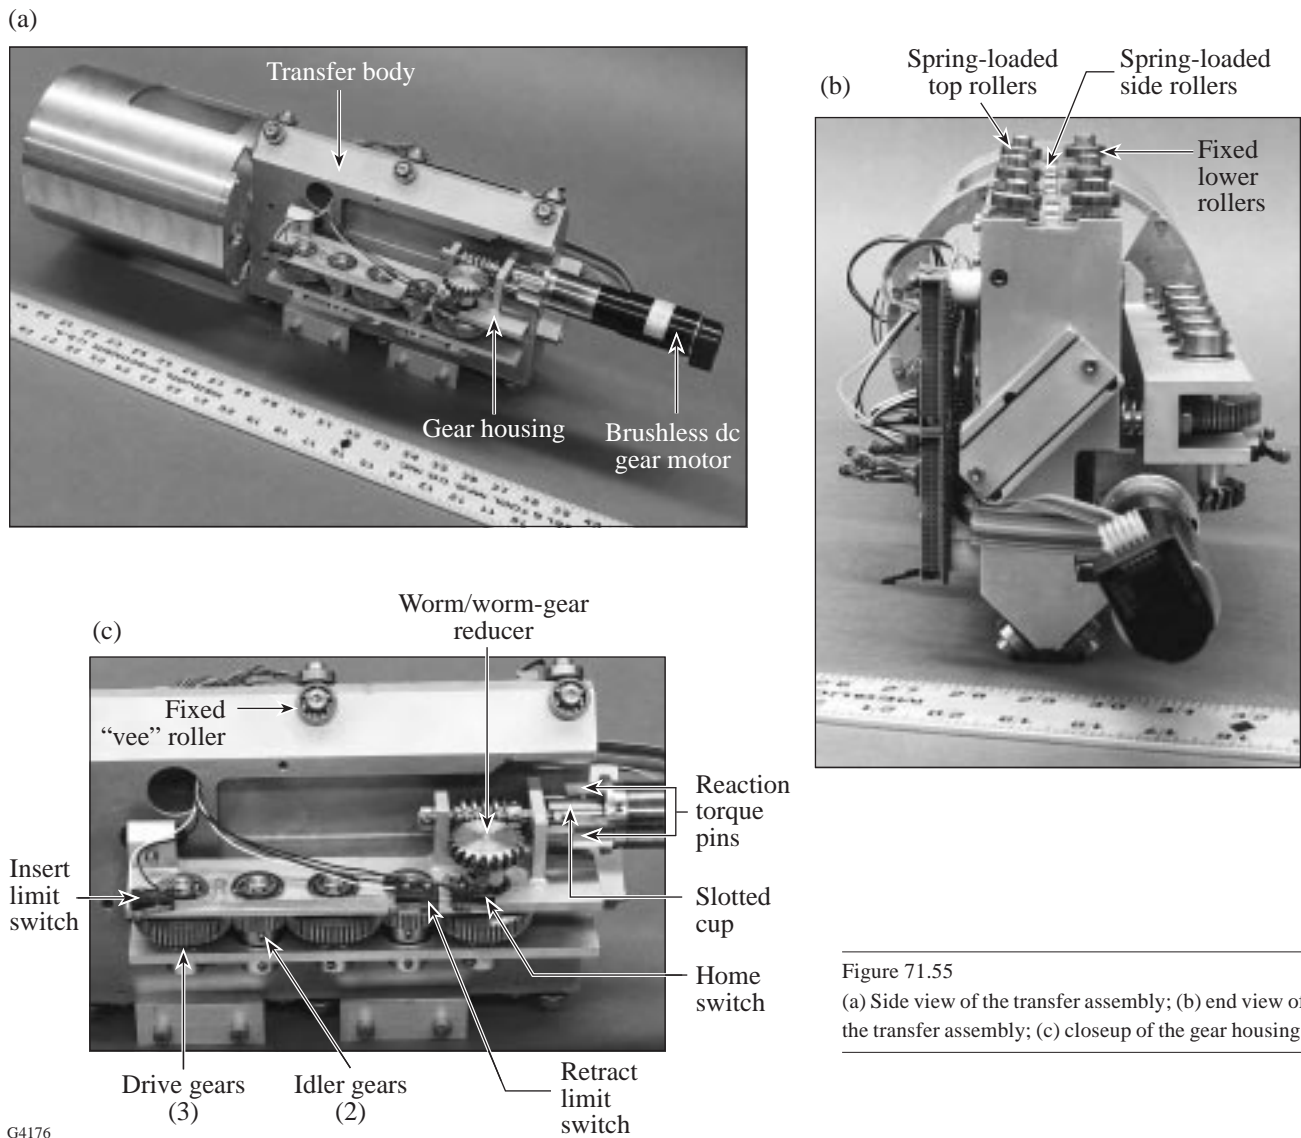 (a)
Transfer body
Gear housing
Brushless dc
gear motor
(b)
Spring-loaded
top rollers
Spring-loaded
side rollers
Fixed
lower
rollers
(c)
Worm/worm-gear
reducer
Fixed
“vee” roller
Reaction
torque
pins
Insert
limit
switch
Slotted
cup
Home
switch
Drive gears
(3)
Idler gears
(2)
Retract
limit
switch
Figure 71.55
(a) Side view of the transfer assembly; (b) end view of
the transfer assembly; (c) closeup of the gear housing
G4176